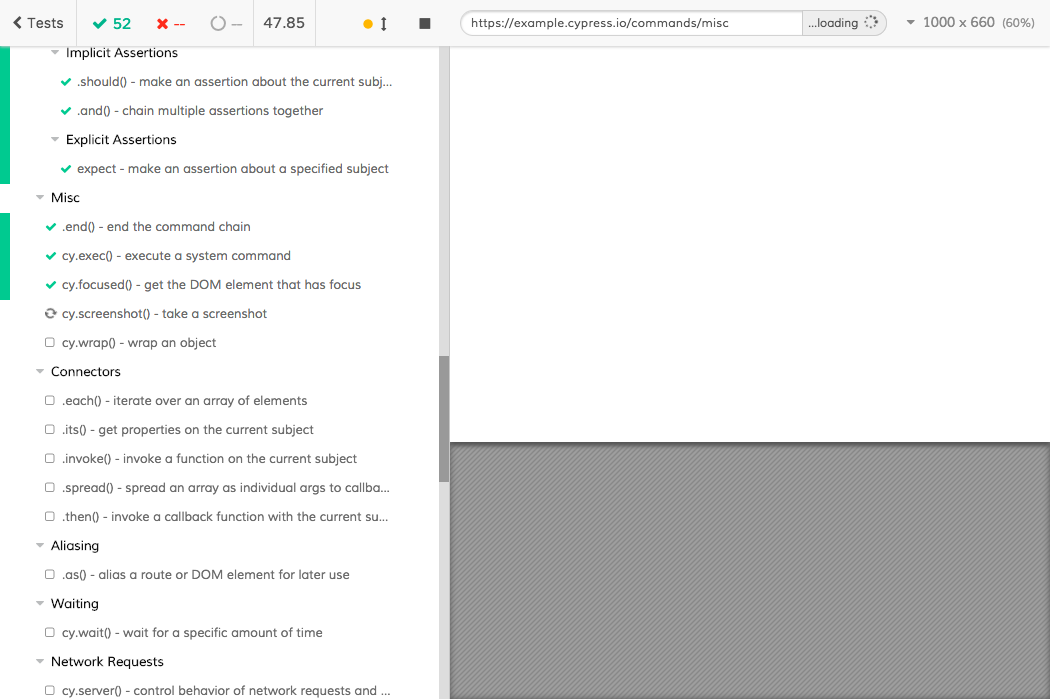 Tests 52 -- -- 47.85 https://example.cypress.io/commands/misc ...loading 1000 x 660 (60%)
Implicit Assertions
.should() - make an assertion about the current subj...
.and() - chain multiple assertions together
Explicit Assertions
expect - make an assertion about a specified subject
Misc
.end() - end the command chain
cy.exec() - execute a system command
cy.focused() - get the DOM element that has focus
cy.screenshot() - take a screenshot
cy.wrap() - wrap an object
Connectors
.each() - iterate over an array of elements
.its() - get properties on the current subject
.invoke() - invoke a function on the current subject
.spread() - spread an array as individual args to callba...
.then() - invoke a callback function with the current su...
Aliasing
.as() - alias a route or DOM element for later use
Waiting
cy.wait() - wait for a specific amount of time
Network Requests
cy.server() - control behavior of network requests and ...